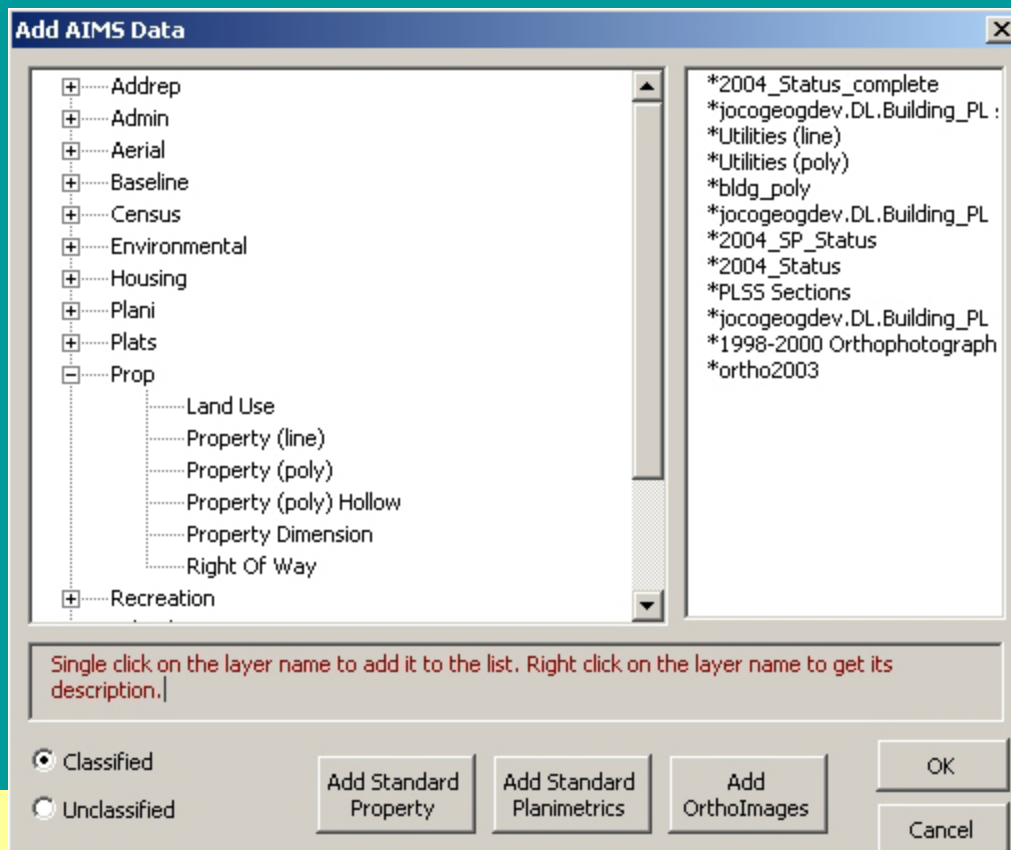 Add AIMS Data
Addrep
Admin
Aerial
Baseline
Census
Environmental
Housing
Plani
Plats
Prop
Land Use
Property (line)
Property (poly)
Property (poly) Hollow
Property Dimension
Right Of Way
Recreation
*2004_Status_complete
*jocogeogdev.DL.Building_PL
*Utilities (line)
*Utilities (poly)
*bldg_poly
*jocogeogdev.DL.Building_PL
*2004_SP_Status
*2004_Status
*PLSS Sections
*jocogeogdev.DL.Building_PL
*1998-2000 Orthophotograph
*ortho2003
Single click on the layer name to add it to the list. Right click on the layer name to get its
description.
Classified
Unclassified
Add Standard
Property
Add Standard
Planimetrics
Add
OrthoImages
OK
Cancel